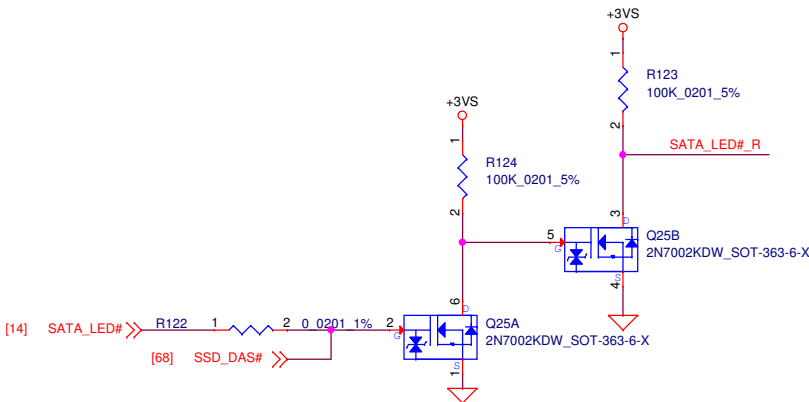 +3VS
1
R123
100K_0201_5%
2
SATA_LED#_R
+3VS
1
R124
100K_0201_5%
2
3
D
5
G
Q25B
2N7002KDW_SOT-363-6-X
S
4
6
D
[14] SATA_LED# R122 1 2 0_0201_1% 2
G
Q25A
2N7002KDW_SOT-363-6-X
S
1
[68] SSD_DAS#